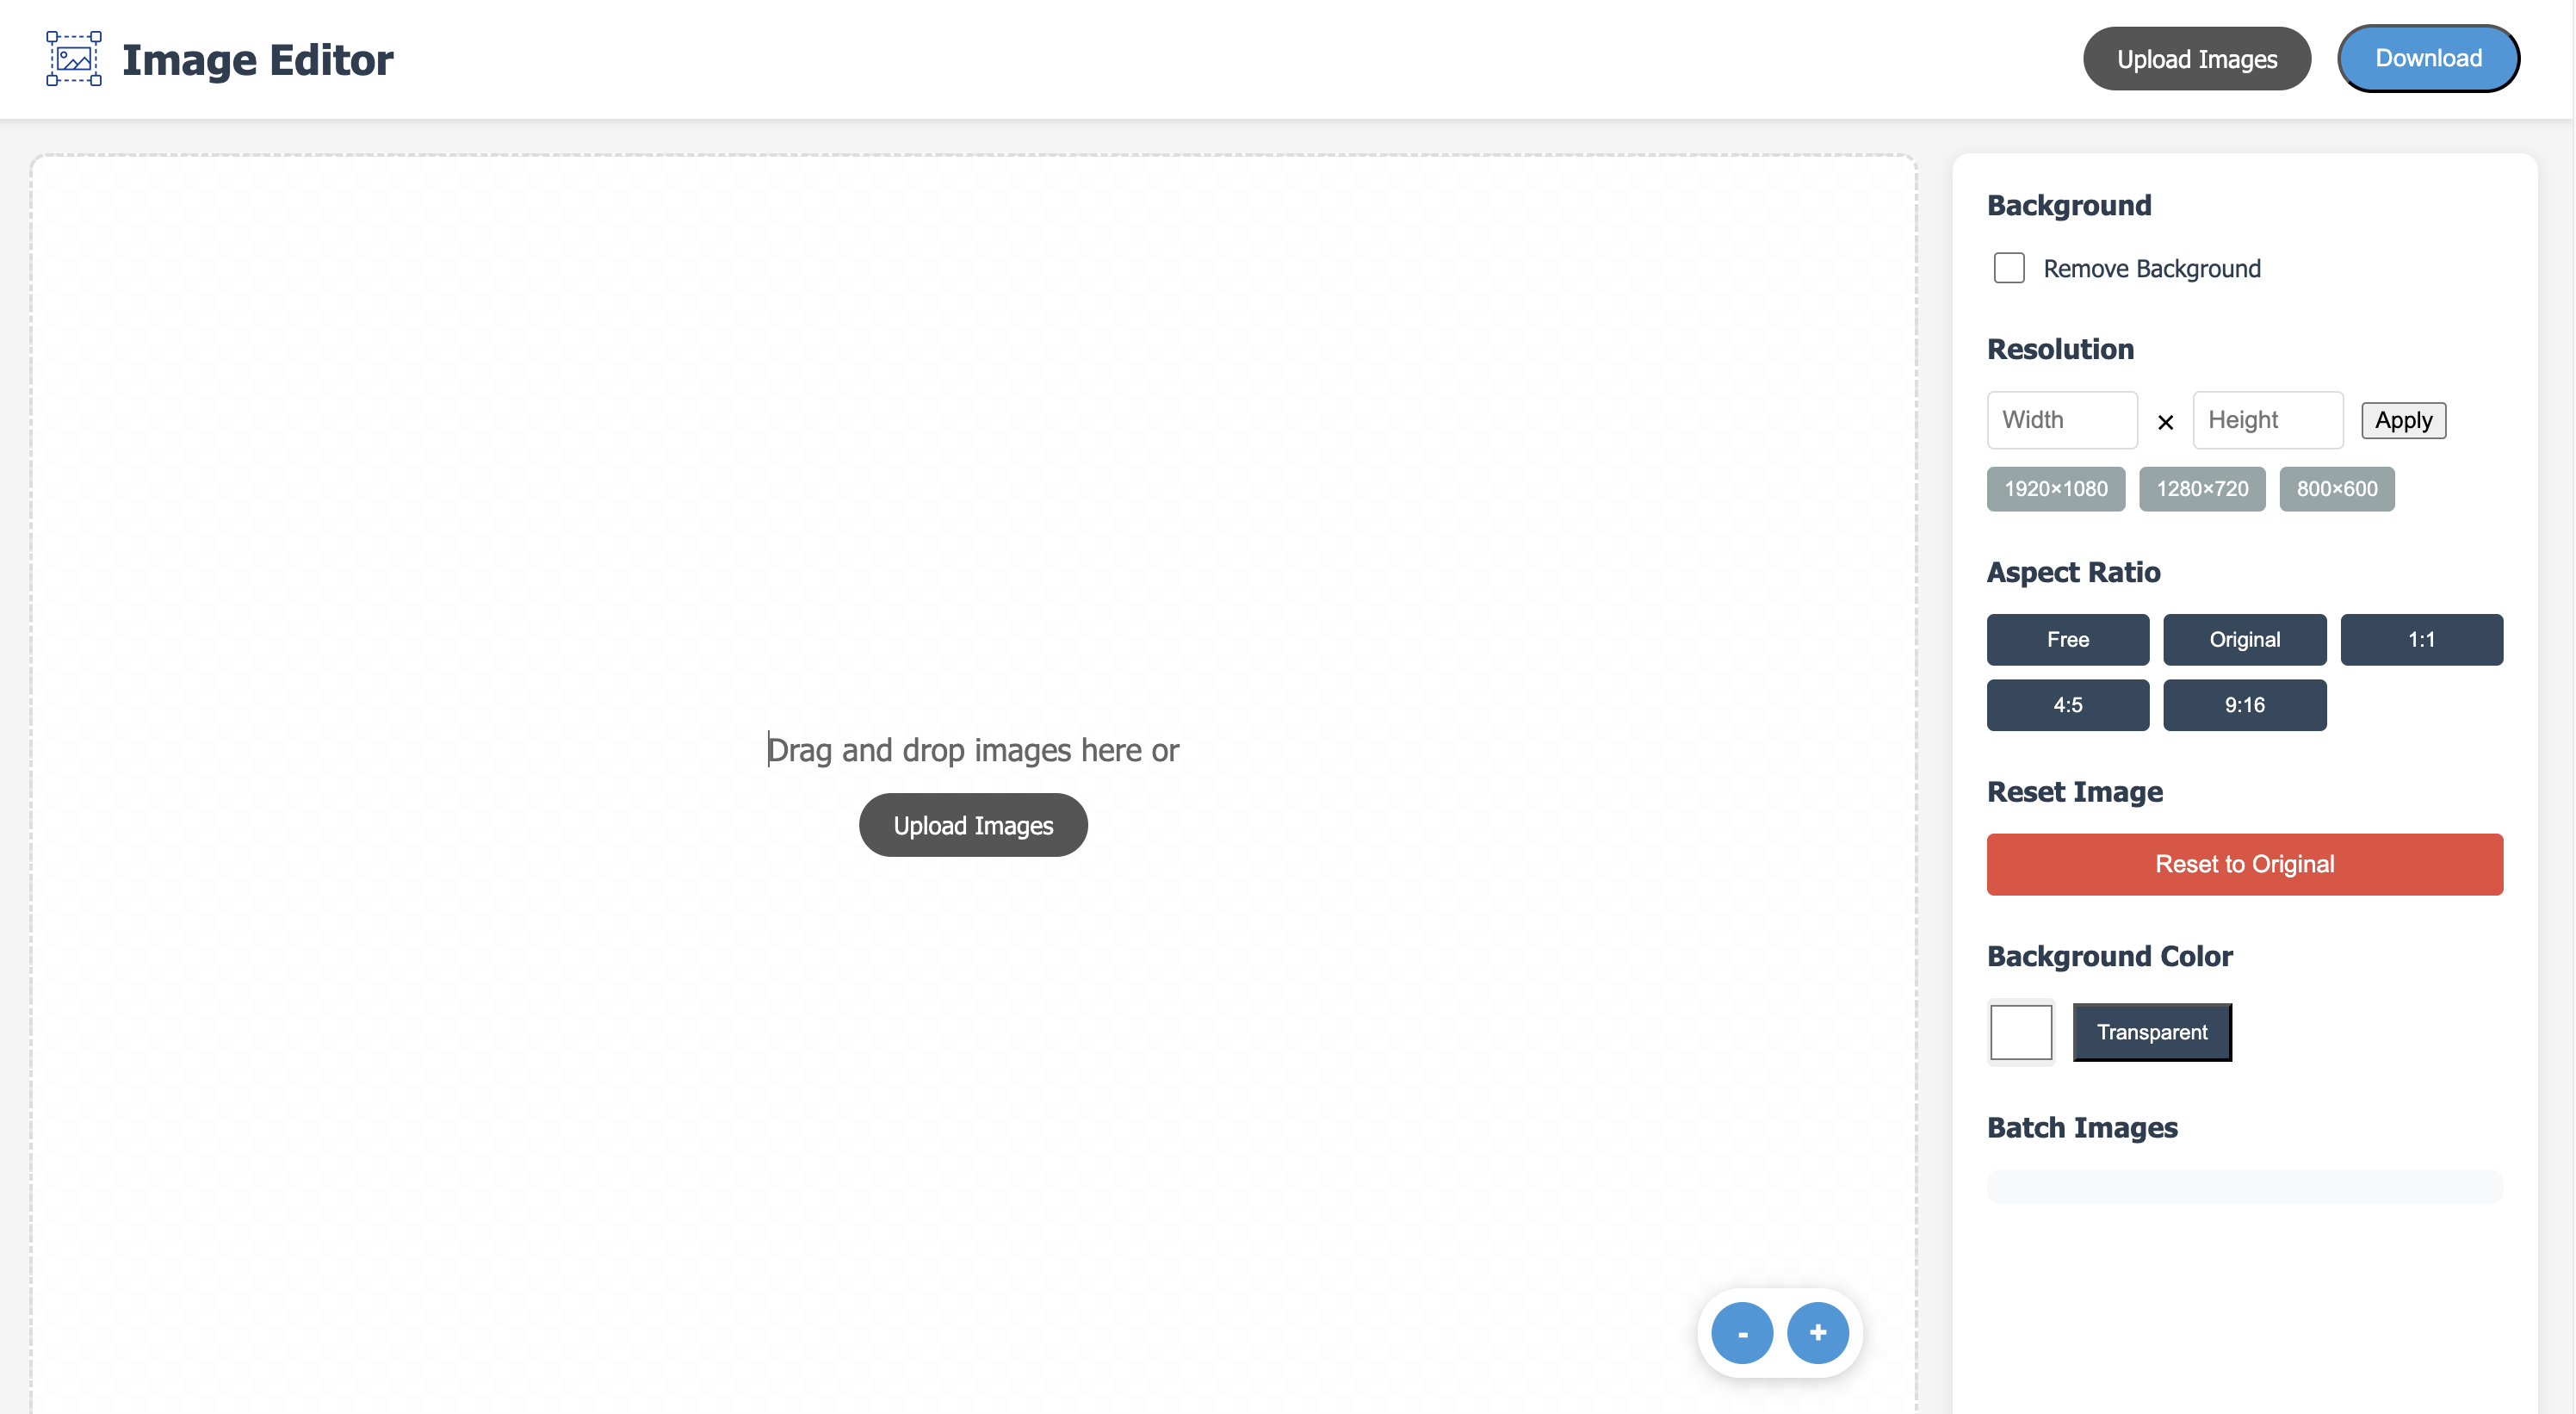 Image Editor
Upload Images
Download
Drag and drop images here or
Upload Images
-
+
Background
Remove Background
Resolution
Width × Height Apply
1920×1080 1280×720 800×600
Aspect Ratio
Free Original 1:1
4:5 9:16
Reset Image
Reset to Original
Background Color
Transparent
Batch Images